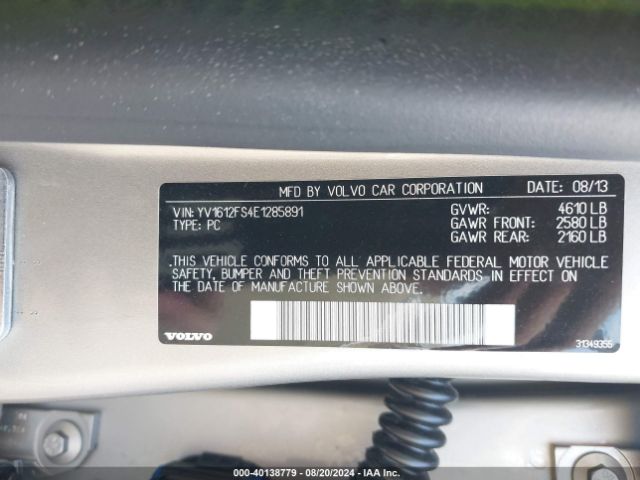 MFD BY VOLVO CAR CORPORATION DATE: 08/13
VIN: YV1612FS4E1285891 GVWR: 4610 LB
TYPE: PC GAWR FRONT: 2580 LB
GAWR REAR: 2160 LB
THIS VEHICLE CONFORMS TO ALL APPLICABLE FEDERAL MOTOR VEHICLE
SAFETY, BUMPER AND THEFT PREVENTION STANDARDS IN EFFECT ON
THE DATE OF MANUFACTURE SHOWN ABOVE.
VOLVO 31349355
000-40138779 | 08/20/2024 - IAA Inc.